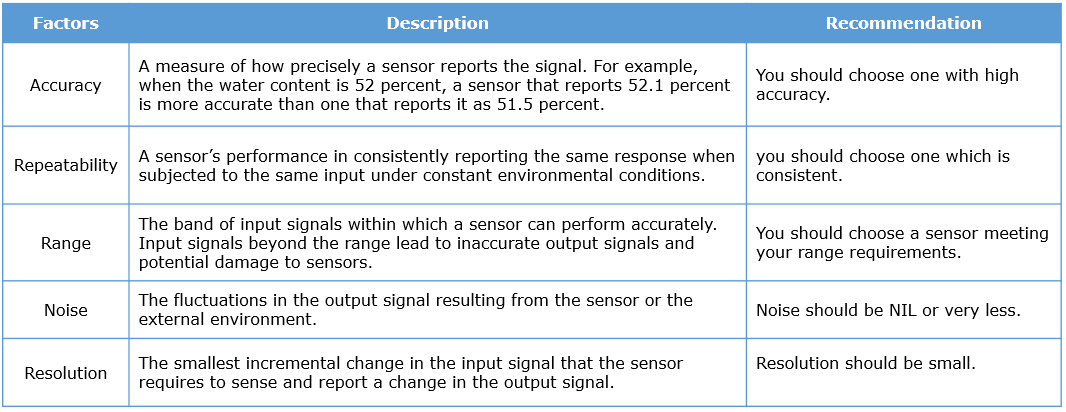 Factors Description Recommendation
Accuracy
A measure of how precisely a sensor reports the signal. For example,
when the water content is 52 percent, a sensor that reports 52.1 percent
is more accurate than one that reports it as 51.5 percent.
You should choose one with high
accuracy.
Repeatability
A sensor’s performance in consistently reporting the same response when
subjected to the same input under constant environmental conditions.
you should choose one which is
consistent.
Range
The band of input signals within which a sensor can perform accurately.
Input signals beyond the range lead to inaccurate output signals and
potential damage to sensors.
You should choose a sensor meeting
your range requirements.
Noise
The fluctuations in the output signal resulting from the sensor or the
external environment.
Noise should be NIL or very less.
Resolution
The smallest incremental change in the input signal that the sensor
requires to sense and report a change in the output signal.
Resolution should be small.